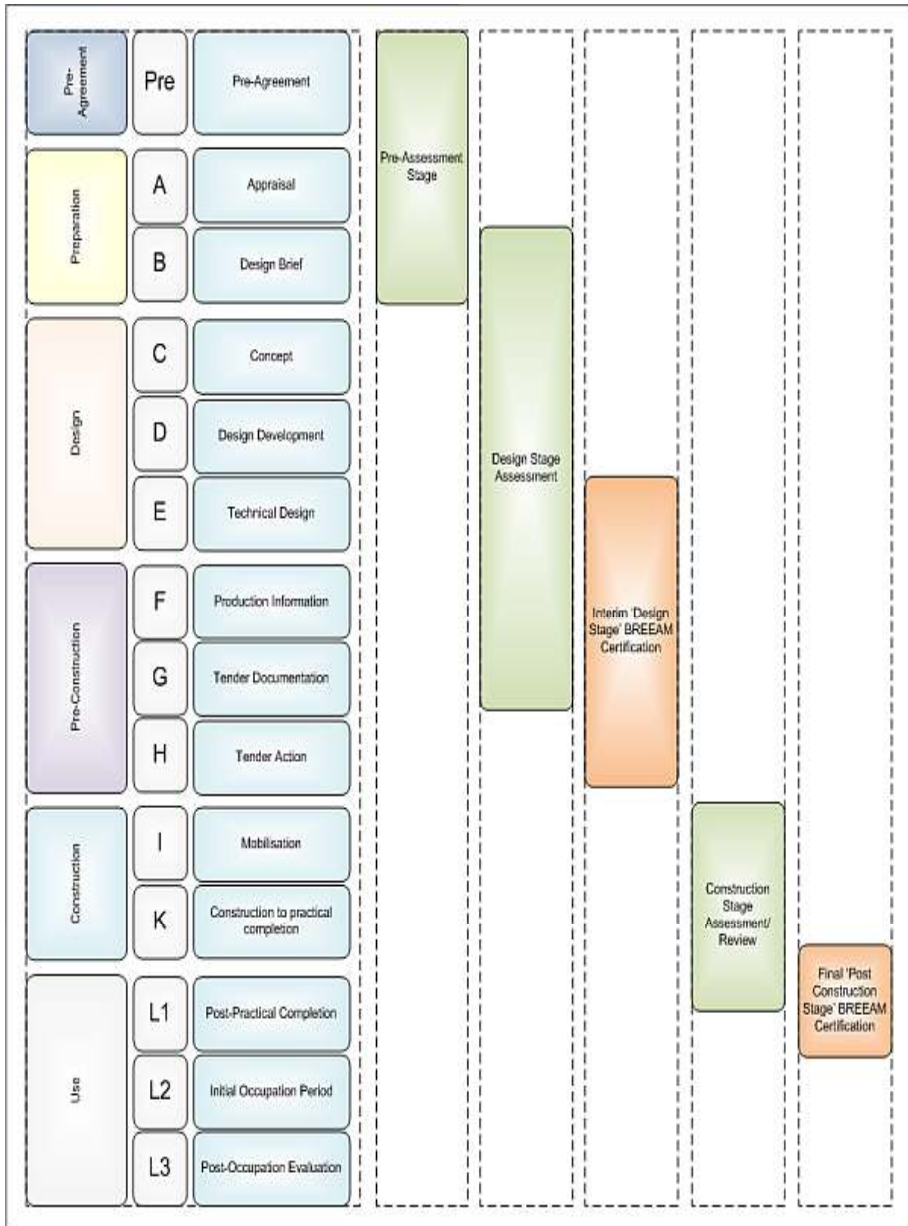 Pre-
Agreement
Pre
Pre-Agreement
Preparation
A
Appraisal
B
Design Brief
Design
C
Concept
D
Design Development
E
Technical Design
Pre-Construction
F
Production Information
G
Tender Documentation
H
Tender Action
Construction
I
Mobilisation
K
Construction to practical
completion
Use
L1
Post-Practical Completion
L2
Initial Occupation Period
L3
Post-Occupation Evaluation
Pre-Assessment
Stage
Design Stage
Assessment
Interim 'Design
Stage' BREEAM
Certification
Construction
Stage
Assessment/
Review
Final 'Post
Construction
Stage' BREEAM
Certification